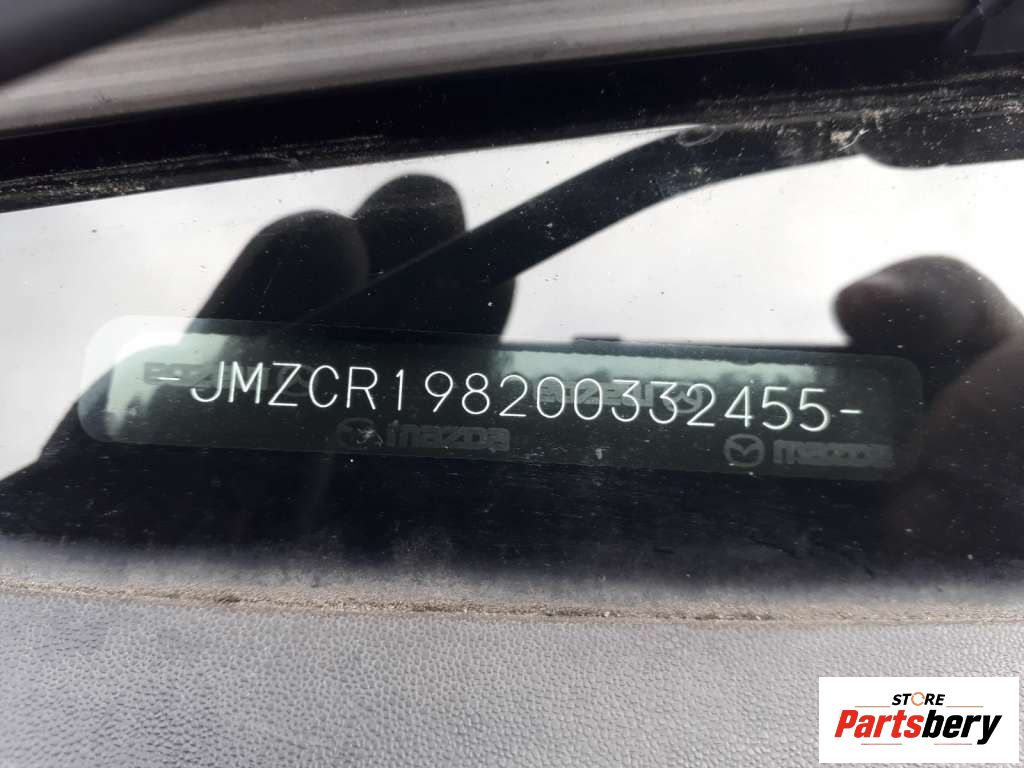 -JMZCR198200332455-
mazda
mazda
STORE
Partsbery